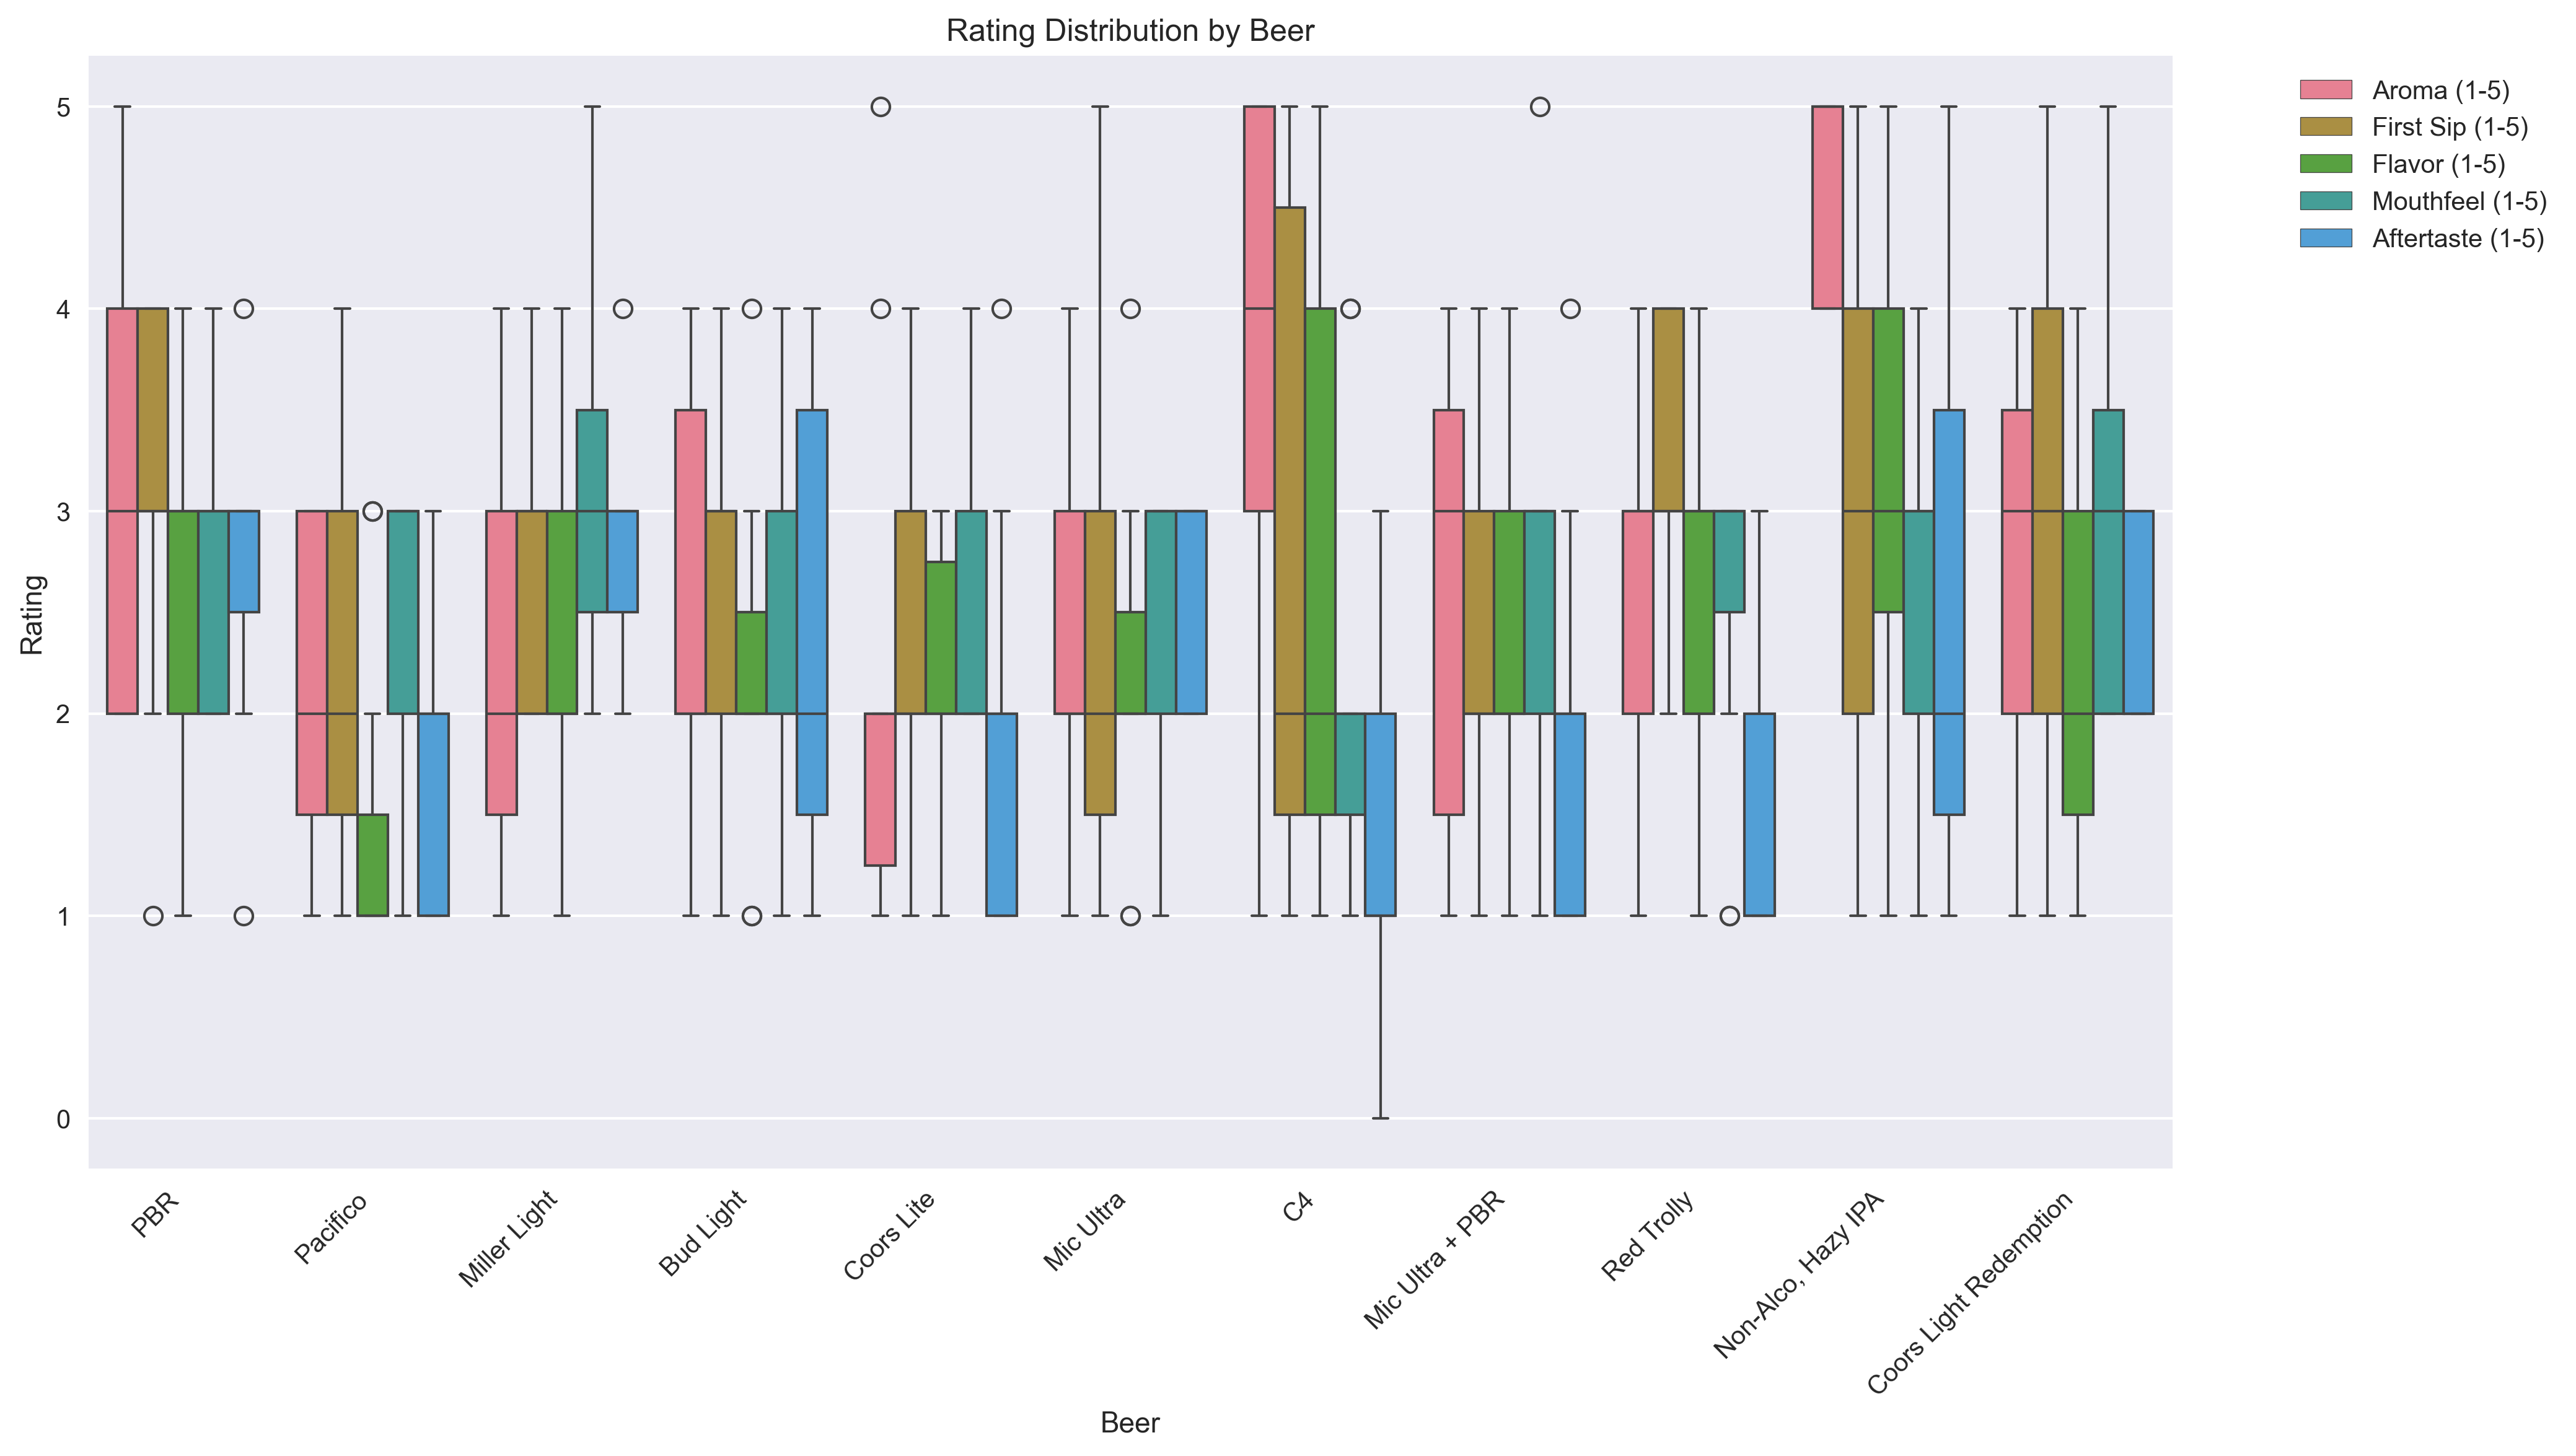 Rating Distribution by Beer
Aroma (1-5)
First Sip (1-5)
Flavor (1-5)
Mouthfeel (1-5)
Aftertaste (1-5)
Rating
5
4
3
2
1
0
PBR
Pacifico
Miller Light
Bud Light
Coors Lite
Mic Ultra
C4
Mic Ultra + PBR
Red Trolly
Non-Alco, Hazy IPA
Coors Light Redemption
Beer